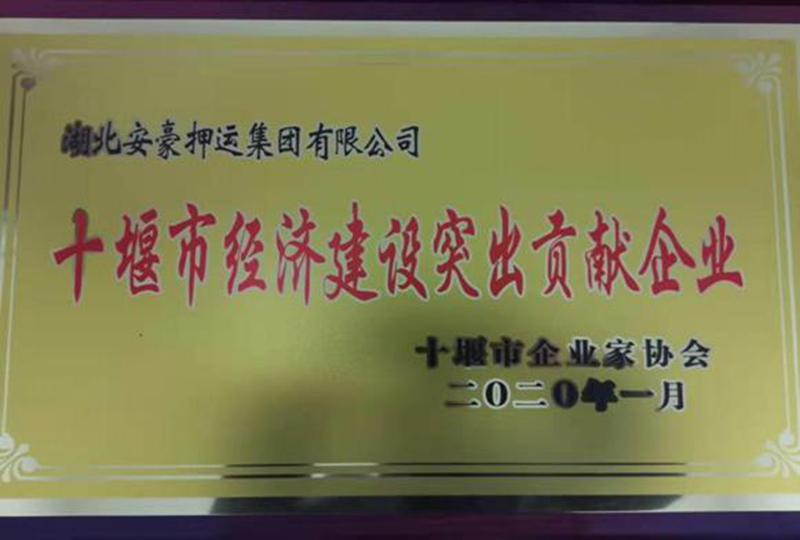 湖北安豪押运集团有限公司
十堰市经济建设突出贡献企业
十堰市企业家协会
二〇二〇年一月